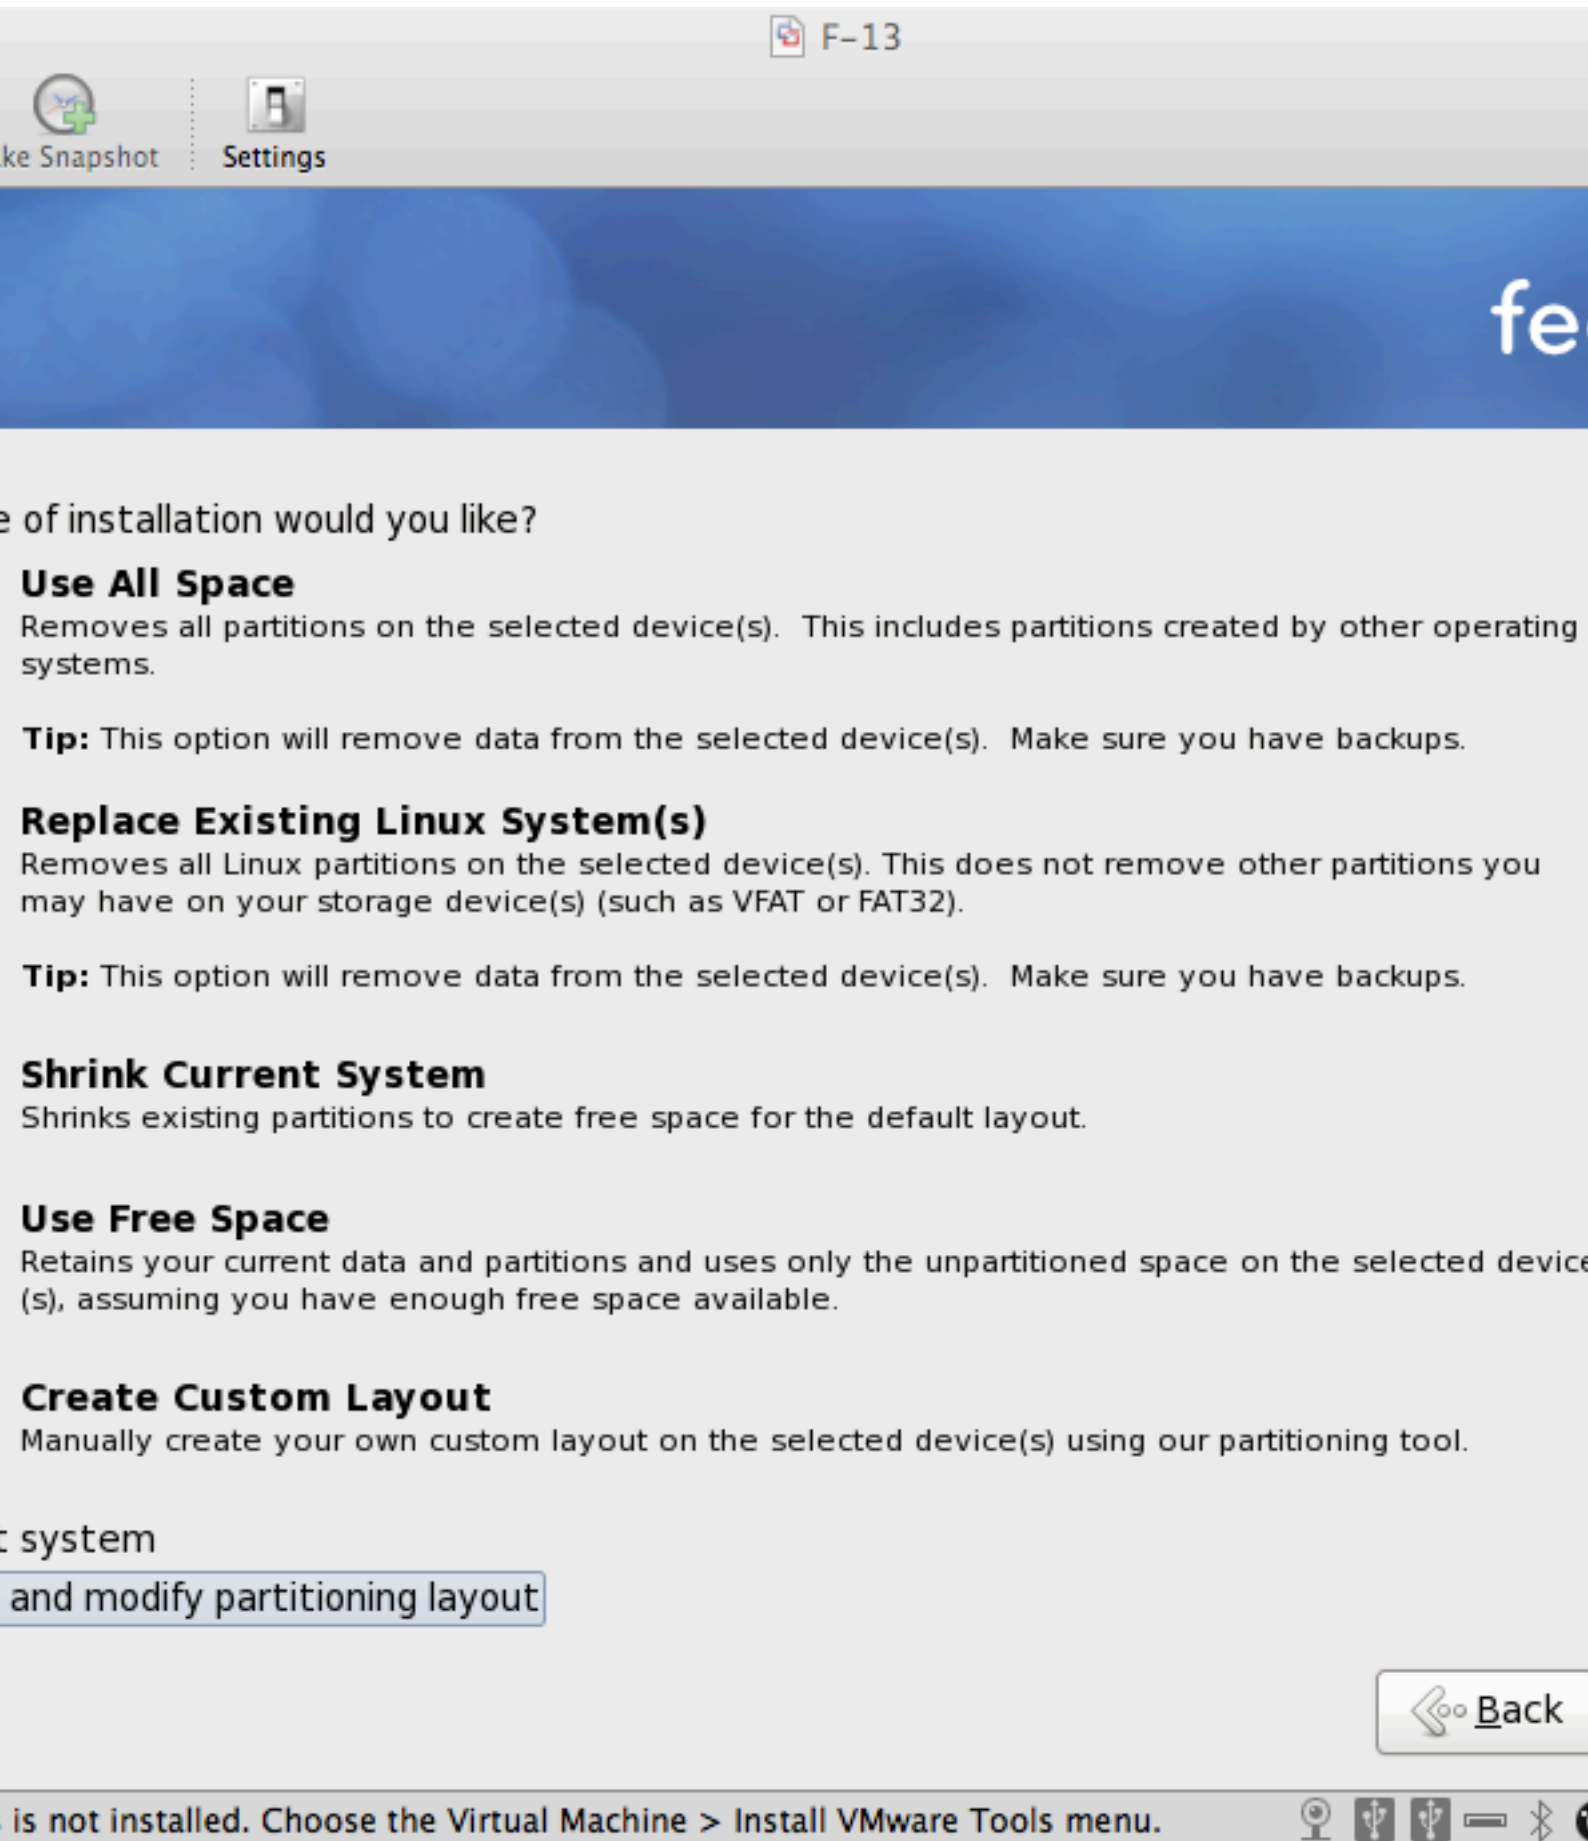 F-13
ke Snapshot
Settings
fe
e of installation would you like?
Use All Space
Removes all partitions on the selected device(s).  This includes partitions created by other operating
systems.
Tip: This option will remove data from the selected device(s).  Make sure you have backups.
Replace Existing Linux System(s)
Removes all Linux partitions on the selected device(s). This does not remove other partitions you
may have on your storage device(s) (such as VFAT or FAT32).
Tip: This option will remove data from the selected device(s).  Make sure you have backups.
Shrink Current System
Shrinks existing partitions to create free space for the default layout.
Use Free Space
Retains your current data and partitions and uses only the unpartitioned space on the selected device
(s), assuming you have enough free space available.
Create Custom Layout
Manually create your own custom layout on the selected device(s) using our partitioning tool.
t system
and modify partitioning layout
Back
is not installed. Choose the Virtual Machine > Install VMware Tools menu.